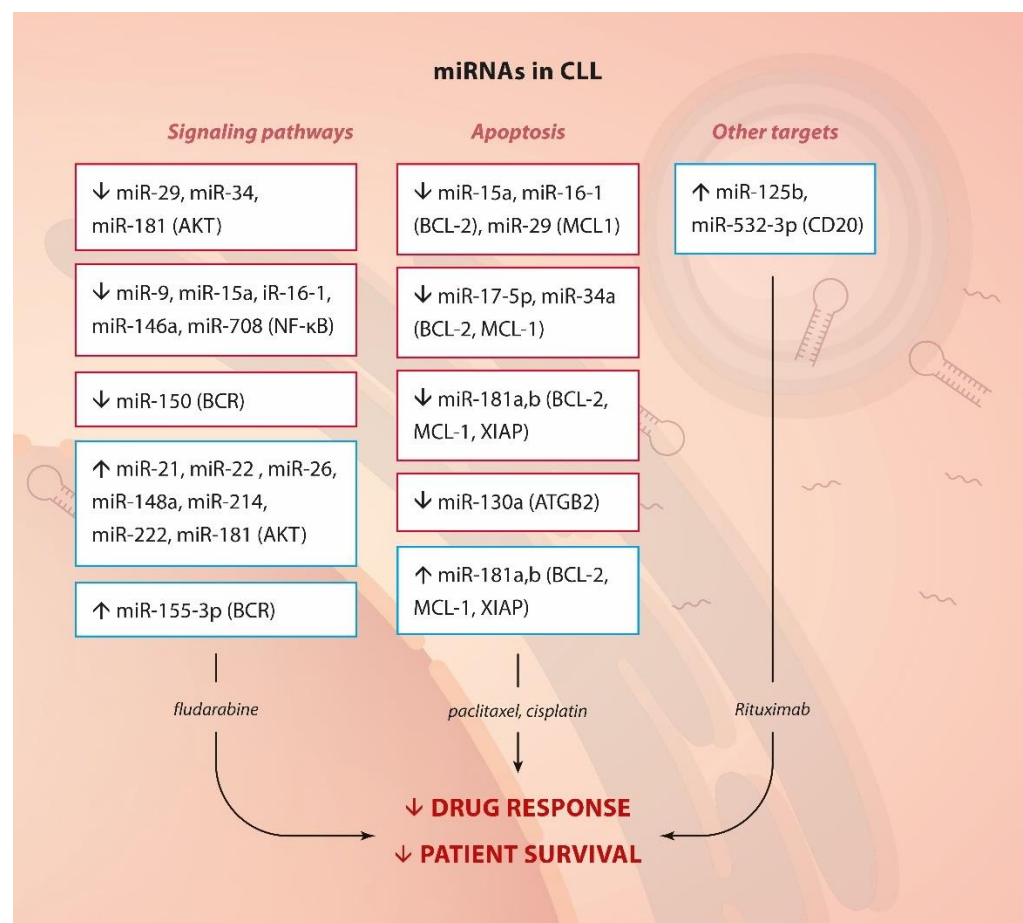 miRNAs in CLL
Signaling pathways
↓ miR-29, miR-34,
miR-181 (AKT)
↓ miR-9, miR-15a, iR-16-1,
miR-146a, miR-708 (NF-κB)
↓ miR-150 (BCR)
↑ miR-21, miR-22 , miR-26,
miR-148a, miR-214,
miR-222, miR-181 (AKT)
↑ miR-155-3p (BCR)
fludarabine
Apoptosis
↓ miR-15a, miR-16-1
(BCL-2), miR-29 (MCL1)
↓ miR-17-5p, miR-34a
(BCL-2, MCL-1)
↓ miR-181a,b (BCL-2,
MCL-1, XIAP)
↓ miR-130a (ATGB2)
↑ miR-181a,b (BCL-2,
MCL-1, XIAP)
paclitaxel, cisplatin
Other targets
↑ miR-125b,
miR-532-3p (CD20)
Rituximab
↓ DRUG RESPONSE
↓ PATIENT SURVIVAL